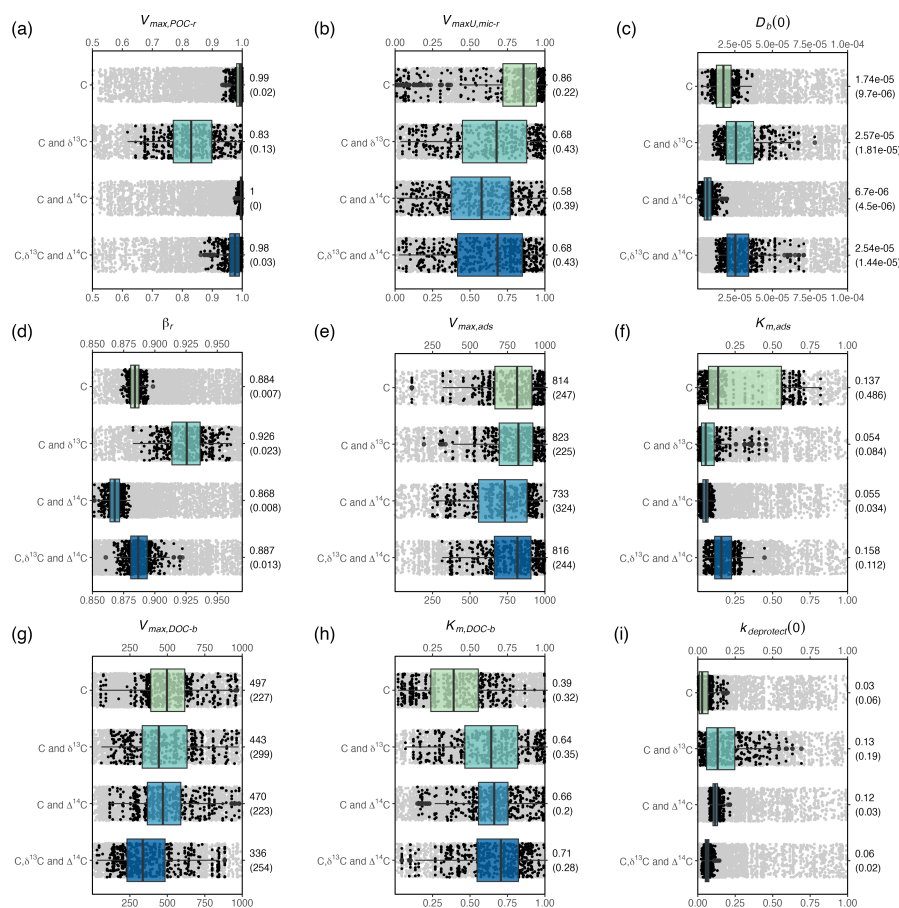 (a) V_max,POC-r
0.5 0.6 0.7 0.8 0.9 1.0
C 0.99
(0.02)
C and δ¹³C 0.83
(0.13)
C and Δ¹⁴C 1
(0)
C,δ¹³C and Δ¹⁴C 0.98
(0.03)
0.5 0.6 0.7 0.8 0.9 1.0
(b) V_maxU,mic-r
0.00 0.25 0.50 0.75 1.00
C 0.86
(0.22)
C and δ¹³C 0.68
(0.43)
C and Δ¹⁴C 0.58
(0.39)
C,δ¹³C and Δ¹⁴C 0.68
(0.43)
0.00 0.25 0.50 0.75 1.00
(c) D_b(0)
2.5e-05 5.0e-05 7.5e-05 1.0e-04
C 1.74e-05
(9.7e-06)
C and δ¹³C 2.57e-05
(1.81e-05)
C and Δ¹⁴C 6.7e-06
(4.5e-06)
C,δ¹³C and Δ¹⁴C 2.54e-05
(1.44e-05)
2.5e-05 5.0e-05 7.5e-05 1.0e-04
(d) β_r
0.850 0.875 0.900 0.925 0.950
C 0.884
(0.007)
C and δ¹³C 0.926
(0.023)
C and Δ¹⁴C 0.868
(0.008)
C,δ¹³C and Δ¹⁴C 0.887
(0.013)
0.850 0.875 0.900 0.925 0.950
(e) V_max,ads
250 500 750 1000
C 814
(247)
C and δ¹³C 823
(225)
C and Δ¹⁴C 733
(324)
C,δ¹³C and Δ¹⁴C 816
(244)
250 500 750 1000
(f) K_m,ads
0.25 0.50 0.75 1.00
C 0.137
(0.486)
C and δ¹³C 0.054
(0.084)
C and Δ¹⁴C 0.055
(0.034)
C,δ¹³C and Δ¹⁴C 0.158
(0.112)
0.25 0.50 0.75 1.00
(g) V_max,DOC-b
250 500 750 1000
C 497
(227)
C and δ¹³C 443
(299)
C and Δ¹⁴C 470
(223)
C,δ¹³C and Δ¹⁴C 336
(254)
250 500 750 1000
(h) K_m,DOC-b
0.00 0.25 0.50 0.75 1.00
C 0.39
(0.32)
C and δ¹³C 0.64
(0.35)
C and Δ¹⁴C 0.66
(0.2)
C,δ¹³C and Δ¹⁴C 0.71
(0.28)
0.00 0.25 0.50 0.75 1.00
(i) k_deprotect(0)
0.00 0.25 0.50 0.75 1.00
C 0.03
(0.06)
C and δ¹³C 0.13
(0.19)
C and Δ¹⁴C 0.12
(0.03)
C,δ¹³C and Δ¹⁴C 0.06
(0.02)
0.00 0.25 0.50 0.75 1.00